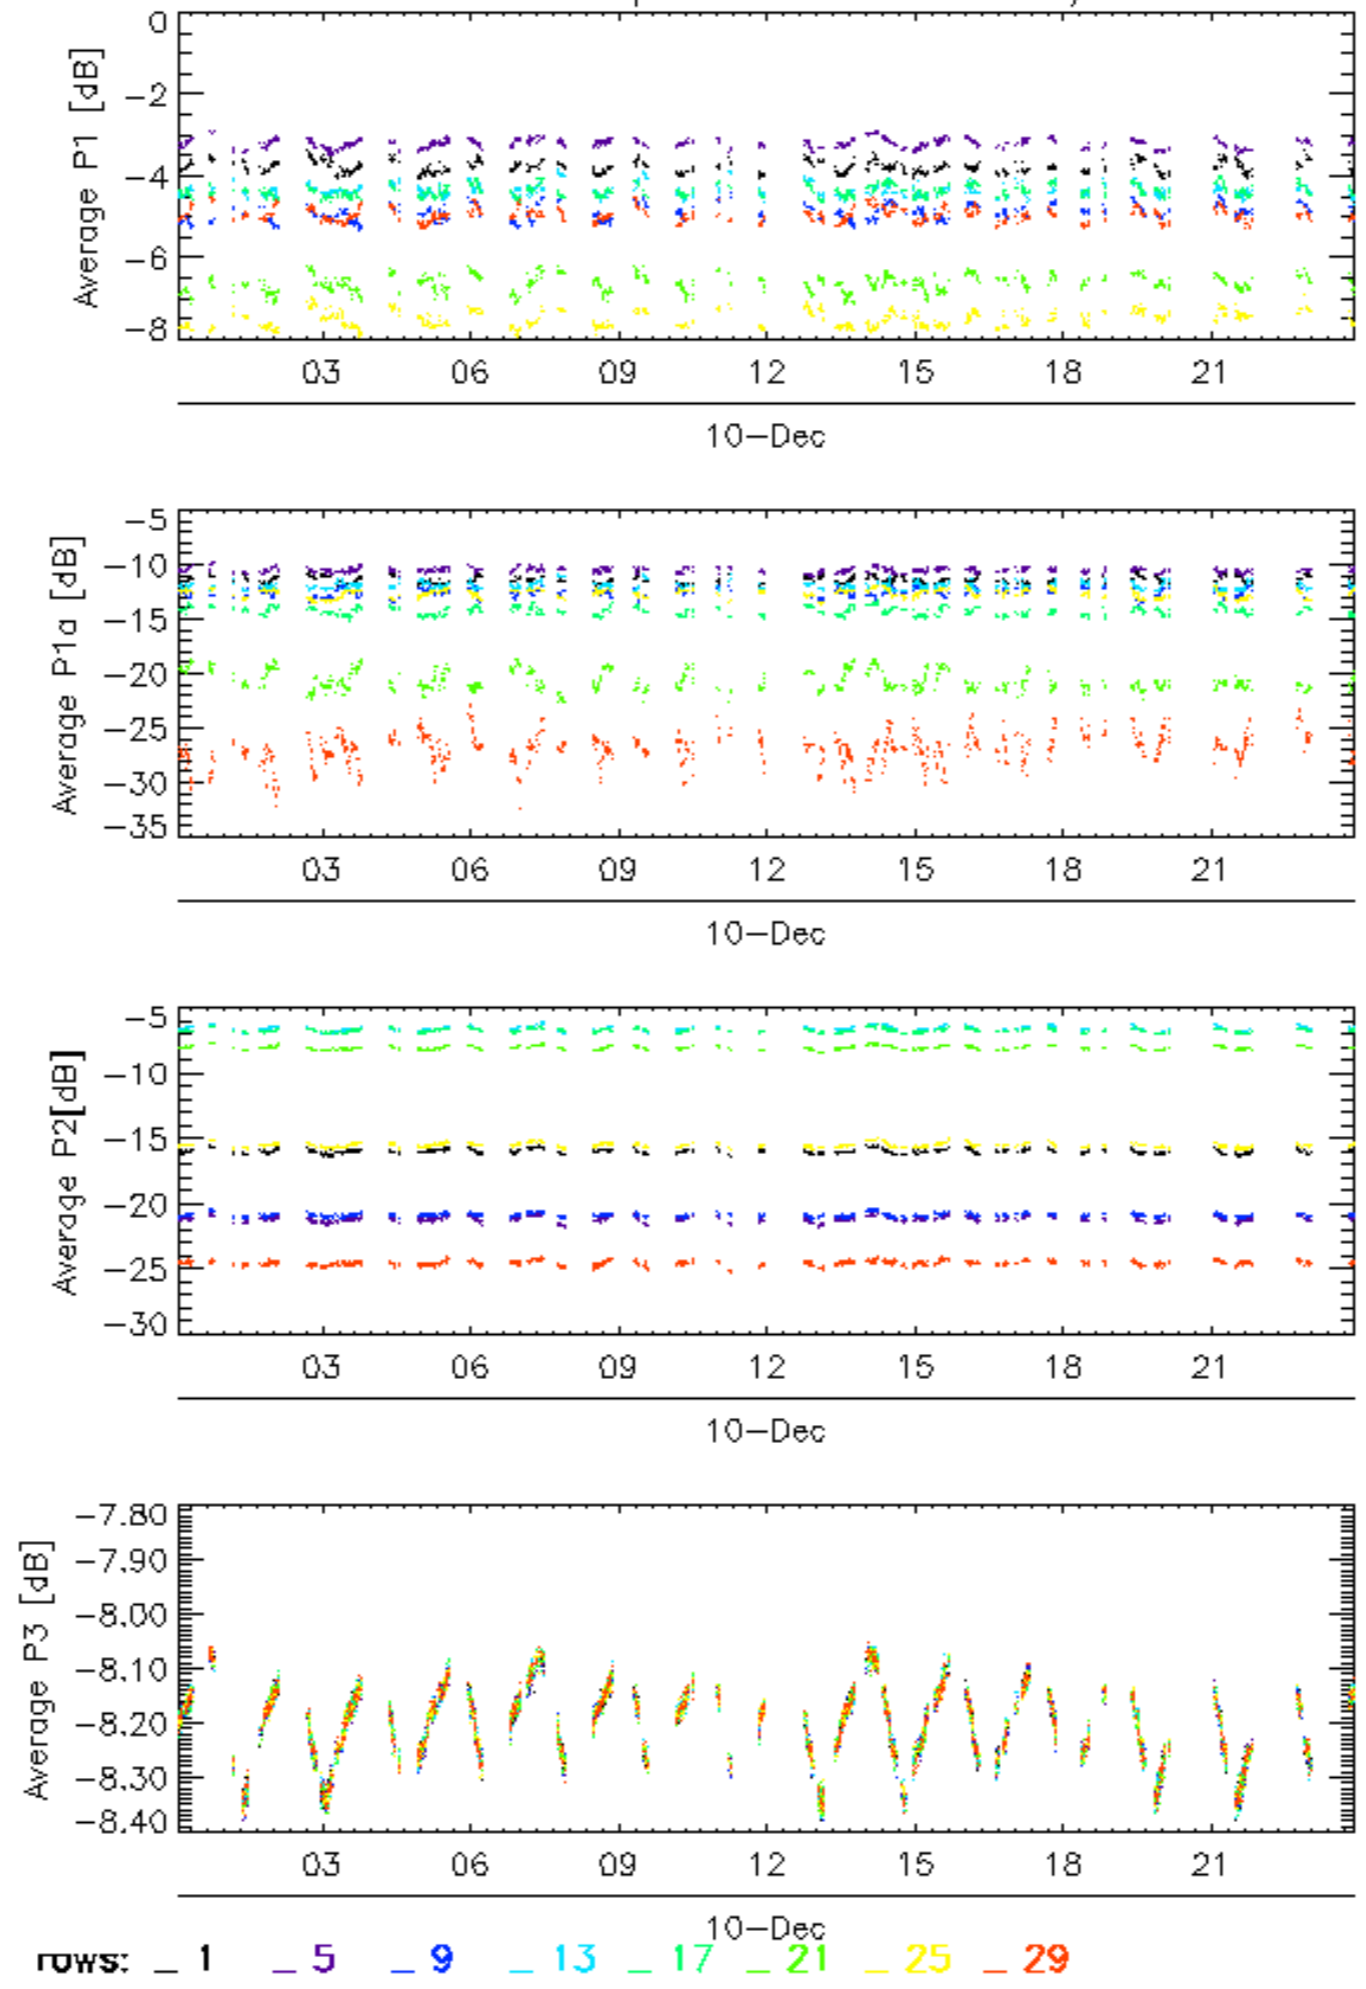 0
-2
-4
-6
-8
Average P1 [dB]
03 06 09 12 15 18 21
10-Dec
-5
-10
-15
-20
-25
-30
-35
Average P1a [dB]
03 06 09 12 15 18 21
10-Dec
-5
-10
-15
-20
-25
-30
Average P2[dB]
03 06 09 12 15 18 21
10-Dec
-7.80
-7.90
-8.00
-8.10
-8.20
-8.30
-8.40
Average P3 [dB]
03 06 09 12 15 18 21
10-Dec
rows: _ 1 _ 5 _ 9 _ 13 _ 17 _ 21 _ 25 _ 29